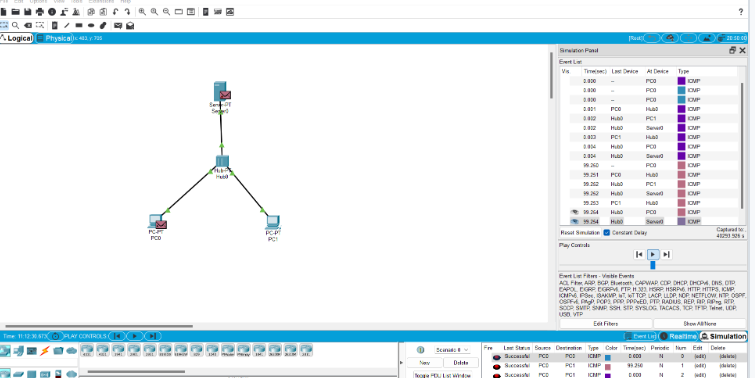 File Edit Options View Tools Extensions Help
?
Logical
Physical
x: 483, y: 705
[Root]
Simulation Panel
Event List
Vis. Time(sec) Last Device At Device Type
0.000 -- PC0 ICMP
0.000 -- PC0 ICMP
0.000 -- PC0 ICMP
0.001 PC0 Hub0 ICMP
0.002 Hub0 PC1 ICMP
0.002 Hub0 Server0 ICMP
0.003 PC1 Hub0 ICMP
0.004 Hub0 PC0 ICMP
0.004 Hub0 Server0 ICMP
99.250 -- PC1 ICMP
99.251 PC0 Hub0 ICMP
99.252 Hub0 PC1 ICMP
99.252 Hub0 Server0 ICMP
99.253 PC1 Hub0 ICMP
99.254 Hub0 PC0 ICMP
99.254 Hub0 Server0 ICMP
Server-PT
Server0
Hub-PT
Hub0
PC-PT
PC0
PC-PT
PC1
Reset Simulation
Constant Delay
Captured to:
Play Controls
Event List Filters - Visible Events
ACL Filter, ARP, BGP, Bluetooth, CAPWAP, CDP, DHCP, DHCPv6, DNS, DTP,
EAPOL, EIGRP, EIGRPv6, FTP, H.323, HSRP, HSRPv6, HTTP, HTTPS, ICMP,
ICMPv6, IPSec, ISAKMP, IoT, IoT TCP, LACP, LLDP, NDP, NETFLOW, NTP, OSPF,
OSPFv6, PAgP, POP3, PPP, PPPoED, PTP, RADIUS, REP, RIP, RIPng, RTP,
SCCP, SMTP, SNMP, SSH, STP, SYSLOG, TACACS, TCP, TFTP, Telnet, UDP,
USB, VTP
Edit Filters
Show All/None
Time: 11:12:30.673
PLAY CONTROLS
Event List
Realtime
Simulation
Scenario 0
New
Delete
Toggle PDU List Window
Fire Last Status Source Destination Type Color Time(sec) Periodic Num Edit Delete
Successful PC0 PC1 ICMP 0.000 N 0 (edit) (delete)
Successful PC0 PC1 ICMP 99.250 N 1 (edit) (delete)
Successful PC0 PC0 ICMP 0.000 N 2 (edit) (delete)